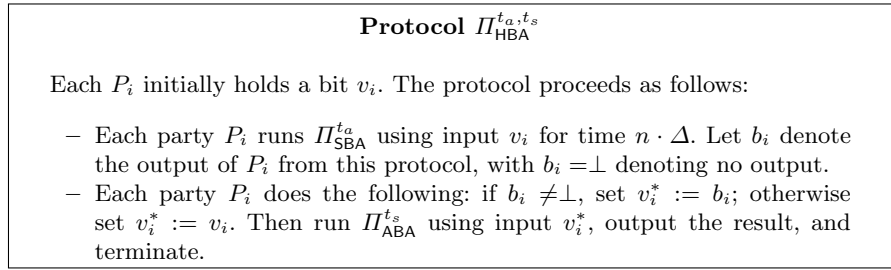 Protocol Π^{t_a,t_s}_{HBA}
Each P_i initially holds a bit v_i. The protocol proceeds as follows:
– Each party P_i runs Π^{t_a}_{SBA} using input v_i for time n · Δ. Let b_i denote
the output of P_i from this protocol, with b_i =⊥ denoting no output.
– Each party P_i does the following: if b_i ≠⊥, set v_i^* := b_i; otherwise
set v_i^* := v_i. Then run Π^{t_s}_{ABA} using input v_i^*, output the result, and
terminate.